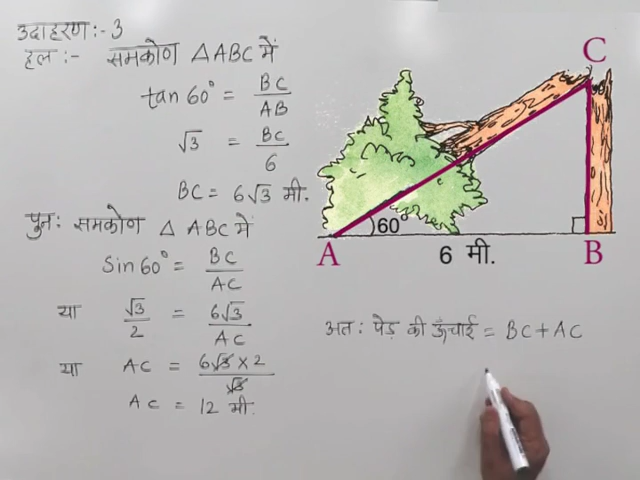 उदाहरण:- 3
हल:- समकोण △ABC में
tan 60° = BC/AB
√3 = BC/6
BC = 6√3 मी.
पुन: समकोण △ ABC में
Sin 60° = BC/AC
या √3/2 = 6√3/AC
या AC = 6√3 × 2/√3
AC = 12 मी.
C
60°
A
6 मी.
B
अत: पेड़ की ऊँचाई = BC + AC